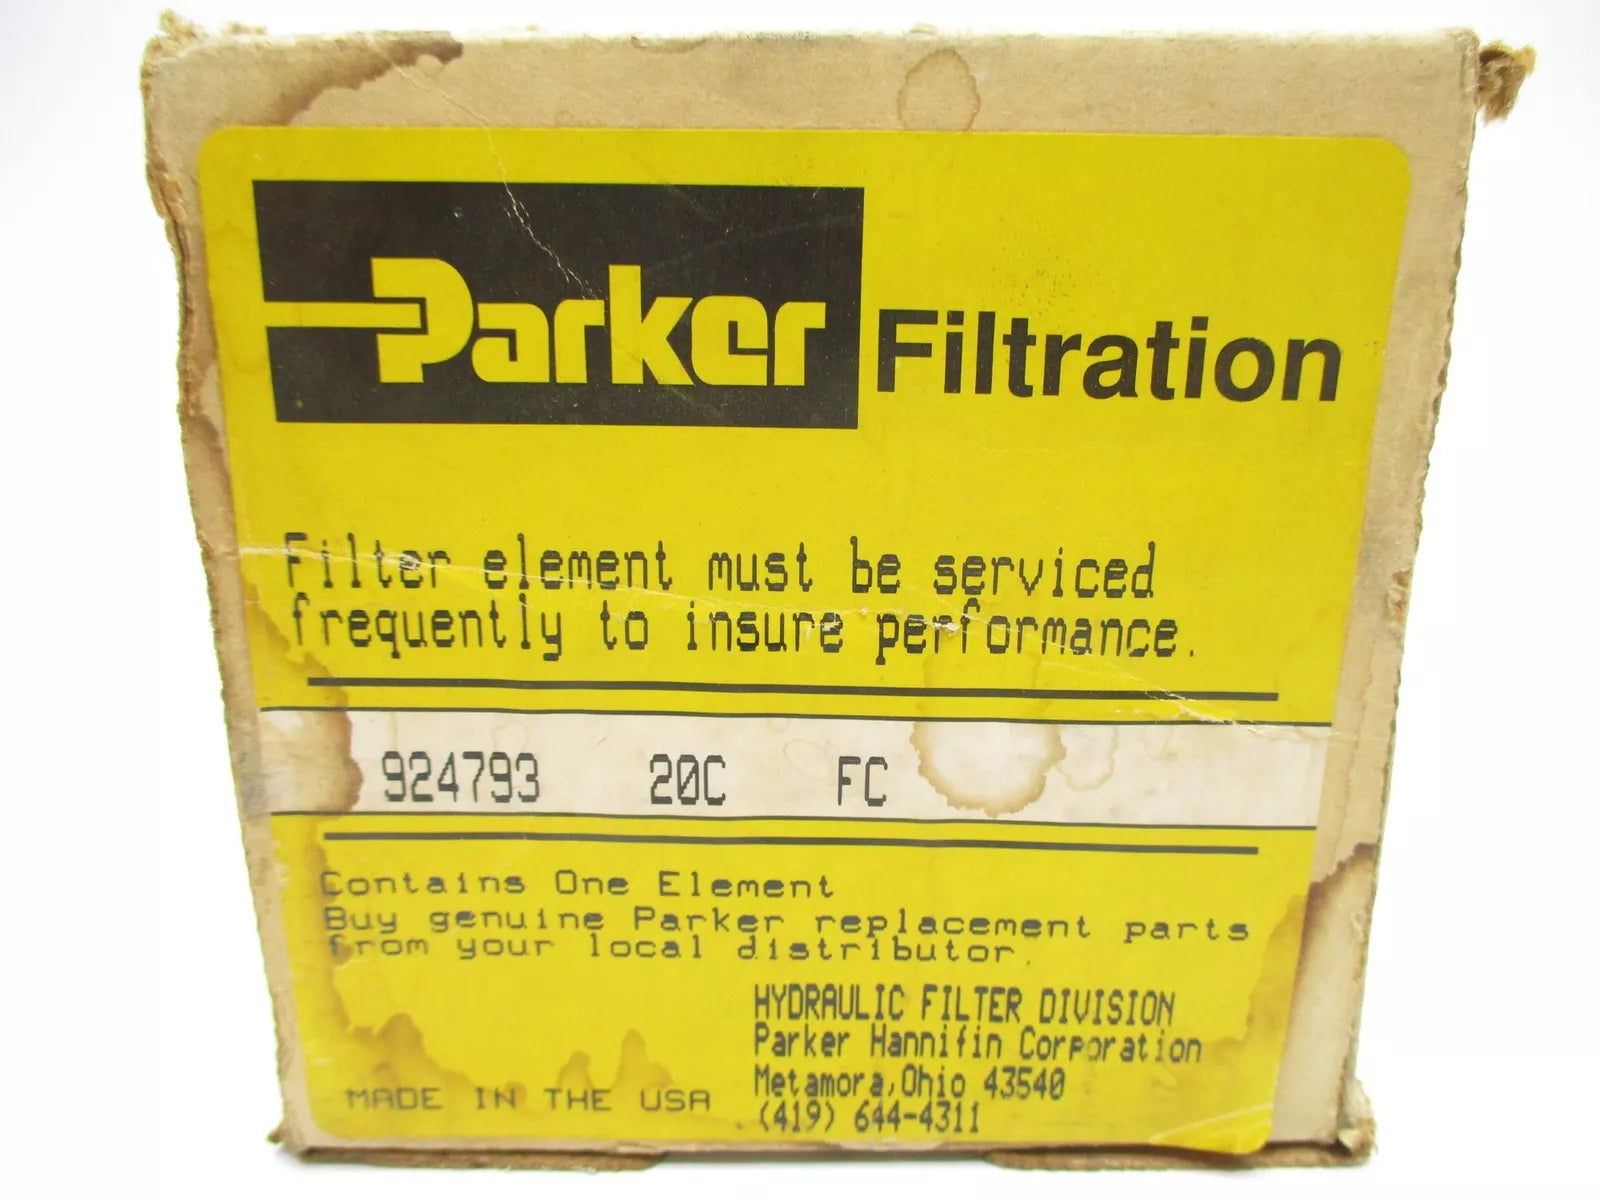 Parker Filtration
Filter element must be serviced
frequently to insure performance.
924793 20C FC
Contains One Element
Buy genuine Parker replacement parts
from your local distributor.
HYDRAULIC FILTER DIVISION
Parker Hannifin Corporation
Metamora, Ohio 43540
MADE IN THE USA
(419) 644-4311